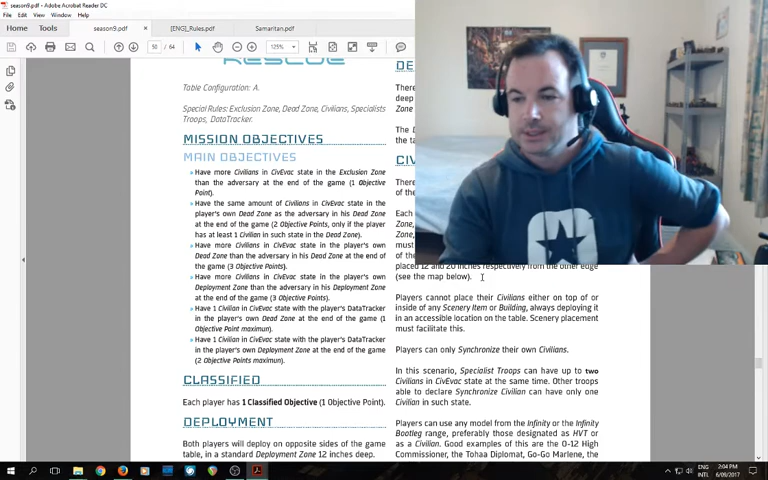 season9.pdf - Adobe Acrobat Reader DC
File Edit View Window Help
Home Tools season9.pdf × [ENG]_Rules.pdf Samaritan.pdf
50 / 64 125%
RESCUE
Table Configuration: A.
Special Rules: Exclusion Zone, Dead Zone, Civilians, Specialists
Troops, DataTracker.
MISSION OBJECTIVES
MAIN OBJECTIVES
Have more Civilians in CivEvac state in the Exclusion Zone
than the adversary at the end of the game (1 Objective
Point).
Have the same amount of Civilians in CivEvac state in the
player's own Dead Zone as the adversary in his Dead Zone
at the end of the game (2 Objective Points, only if the
player has at least 1 Civilian in such state in the Dead Zone).
Have more Civilians in CivEvac state in the player's own
Dead Zone than the adversary in his Dead Zone at the end of
the game (3 Objective Points).
Have more Civilians in CivEvac state in the player's own
Deployment Zone than the adversary in his Deployment Zone
at the end of the game (3 Objective Points).
Have 1 Civilian in CivEvac state with the player's DataTracker
in the player's own Dead Zone at the end of the game (1
Objective Point maximun).
Have 1 Civilian in CivEvac state with the player's DataTracker
in the player's own Deployment Zone at the end of the game
(2 Objective Points maximun).
CLASSIFIED
Each player has 1 Classified Objective (1 Objective Point).
DEPLOYMENT
Both players will deploy on opposite sides of the game
table, in a standard Deployment Zone 12 inches deep.
DE
There
deep
Zone
The D
the ta
CIV
There
of the
Each
must
of the
placed 12 and 20 inches respectively from the other edge
(see the map below).
Players cannot place their Civilians either on top of or
inside of any Scenery Item or Building, always deploying it
in an accessible location on the table. Scenery placement
must facilitate this.
Players can only Synchronize their own Civilians.
In this scenario, Specialist Troops can have up to two
Civilians in CivEvac state at the same time. Other troops
able to declare Synchronize Civilian can have only one
Civilian in such state.
Players can use any model from the Infinity or the Infinity
Bootleg range, preferably those designated as HVT or
as a Civilian. Good examples of this are the O-12 High
Commissioner, the Tohaa Diplomat, Go-Go Marlene, the
ENG 2:04 PM
INTL 6/09/2017